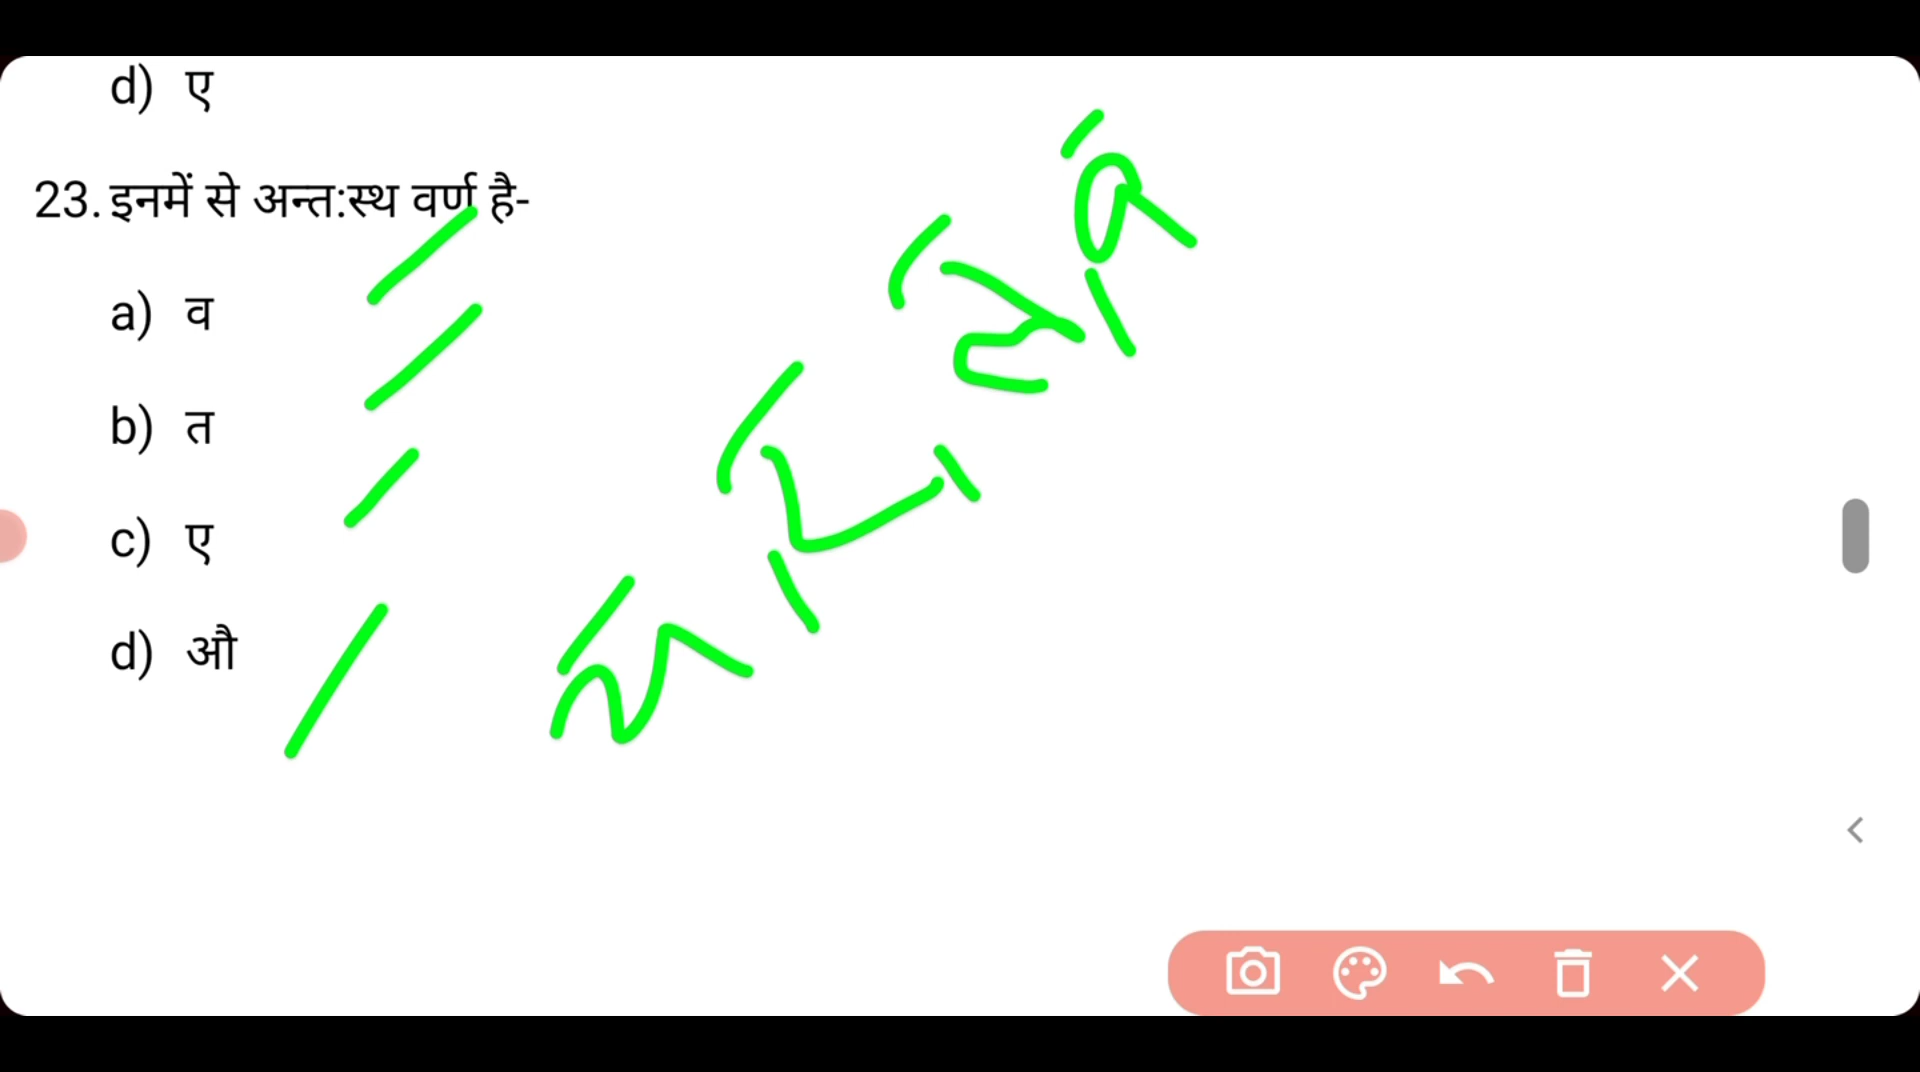 d) ए
23. इनमें से अन्त:स्थ वर्ण है-
a) व
b) त
c) ए
d) औ
य, र, ल, व